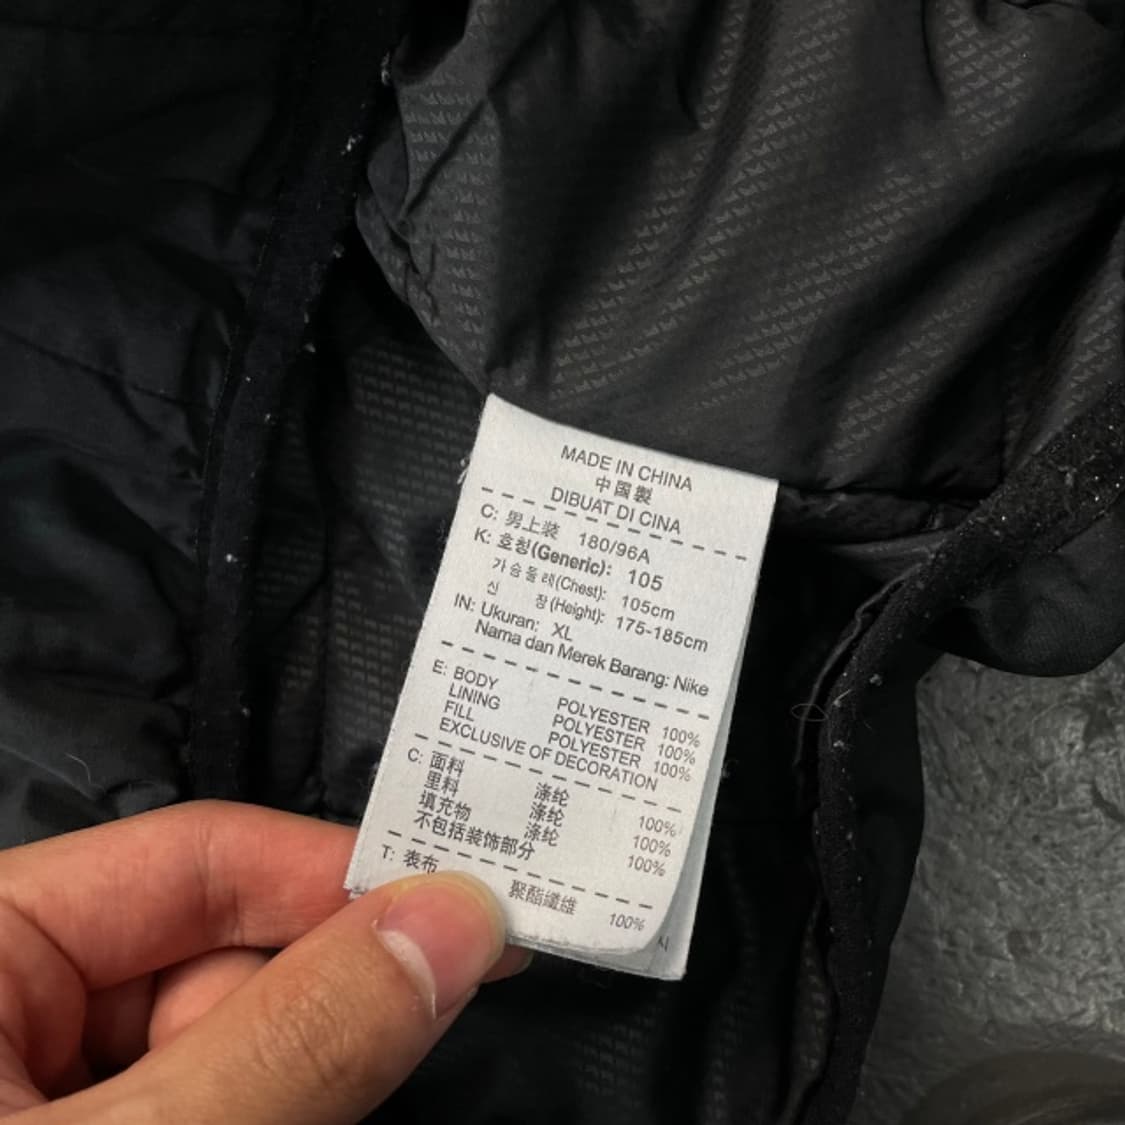 MADE IN CHINA
中国製
DIBUAT DI CINA
C: 男上装 180/96A
K: 호칭(Generic): 105
가슴둘레(Chest): 105cm
신 장(Height): 175-185cm
IN: Ukuran: XL
Nama dan Merek Barang: Nike
E: BODY POLYESTER 100%
LINING POLYESTER 100%
FILL POLYESTER 100%
EXCLUSIVE OF DECORATION
C: 面料 涤纶 100%
里料 涤纶 100%
填充物 涤纶 100%
不包括装饰部分
T: 表布 聚酯纖維 100%